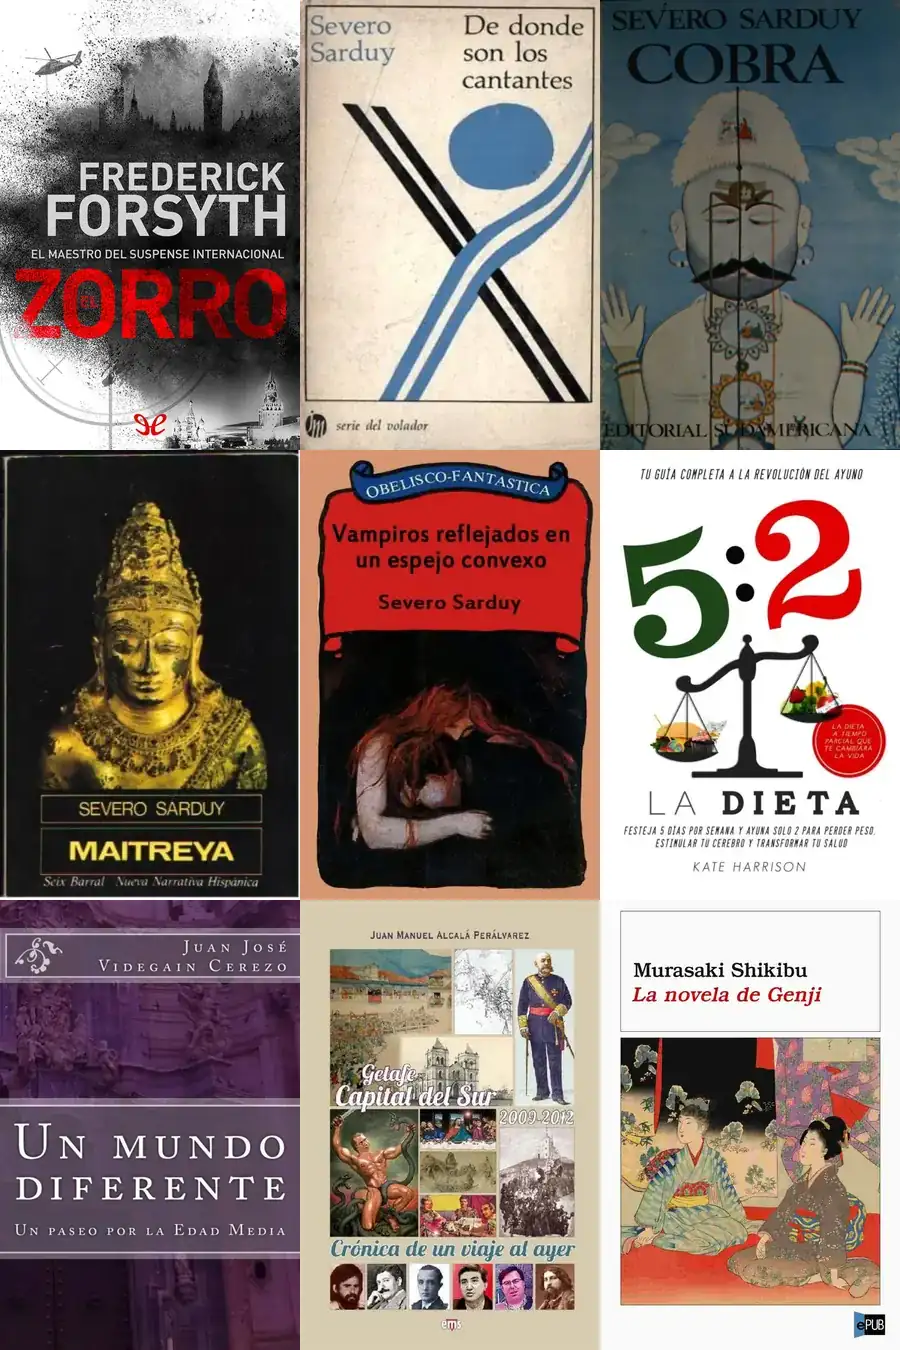 FREDERICK
FORSYTH
EL MAESTRO DEL SUSPENSE INTERNACIONAL
EL
ZORRO
Severo
Sarduy
De donde
son los
cantantes
jm
serie del volador
SEVERO SARDUY
COBRA
EDITORIAL SUDAMERICANA
SEVERO SARDUY
MAITREYA
Seix Barral Nueva Narrativa Hispánica
OBELISCO-FANTASTICA
Vampiros reflejados en
un espejo convexo
Severo Sarduy
TU GUÍA COMPLETA A LA REVOLUCIÓN DEL AYUNO
5:2
LA DIETA
A TIEMPO
PARCIAL QUE
TE CAMBIARA
LA VIDA
LA DIETA
FESTEJA 5 DÍAS POR SEMANA Y AYUNA SOLO 2 PARA PERDER PESO,
ESTIMULAR TU CEREBRO Y TRANSFORMAR TU SALUD
KATE HARRISON
JUAN JOSÉ
VIDEGAIN CEREZO
UN MUNDO
DIFERENTE
UN PASEO POR LA EDAD MEDIA
JUAN MANUEL ALCALÁ PERÁLVAREZ
Getafe
Capital del Sur
2009-2012
Crónica de un viaje al ayer
ems
Murasaki Shikibu
La novela de Genji
ePUB